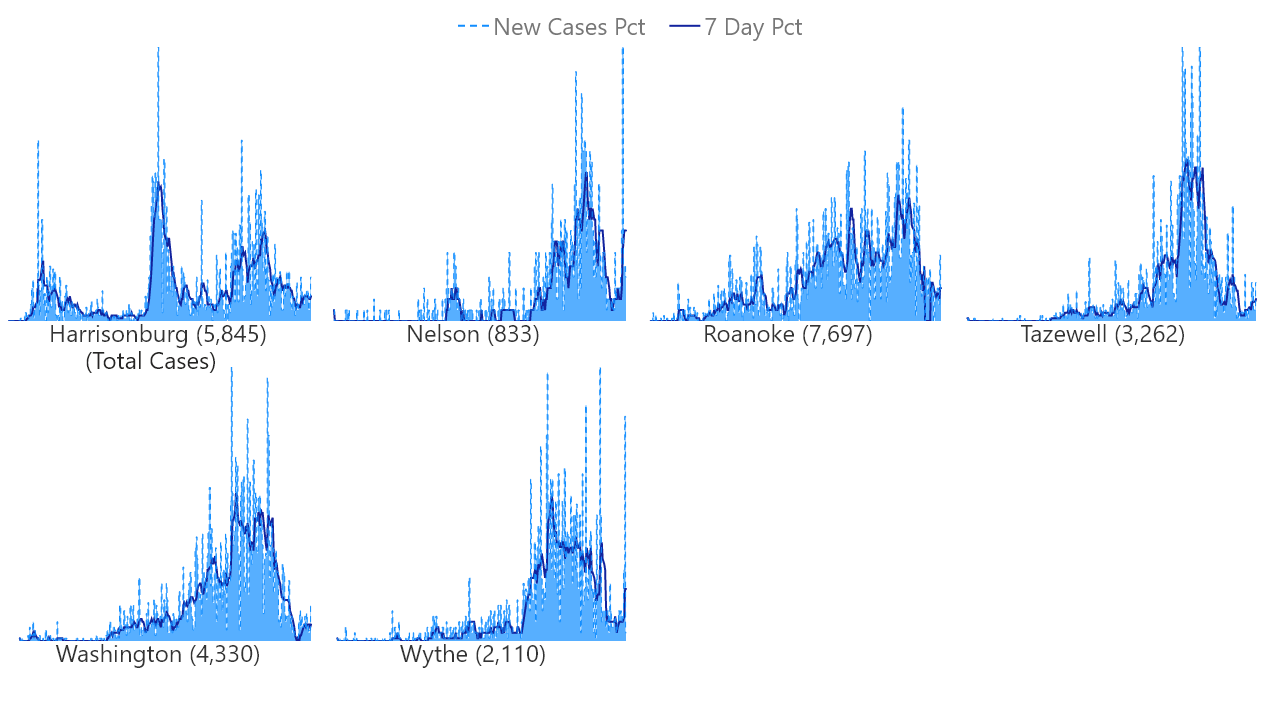 New Cases Pct 7 Day Pct
Harrisonburg (5,845)
(Total Cases)
Nelson (833)
Roanoke (7,697)
Tazewell (3,262)
Washington (4,330)
Wythe (2,110)